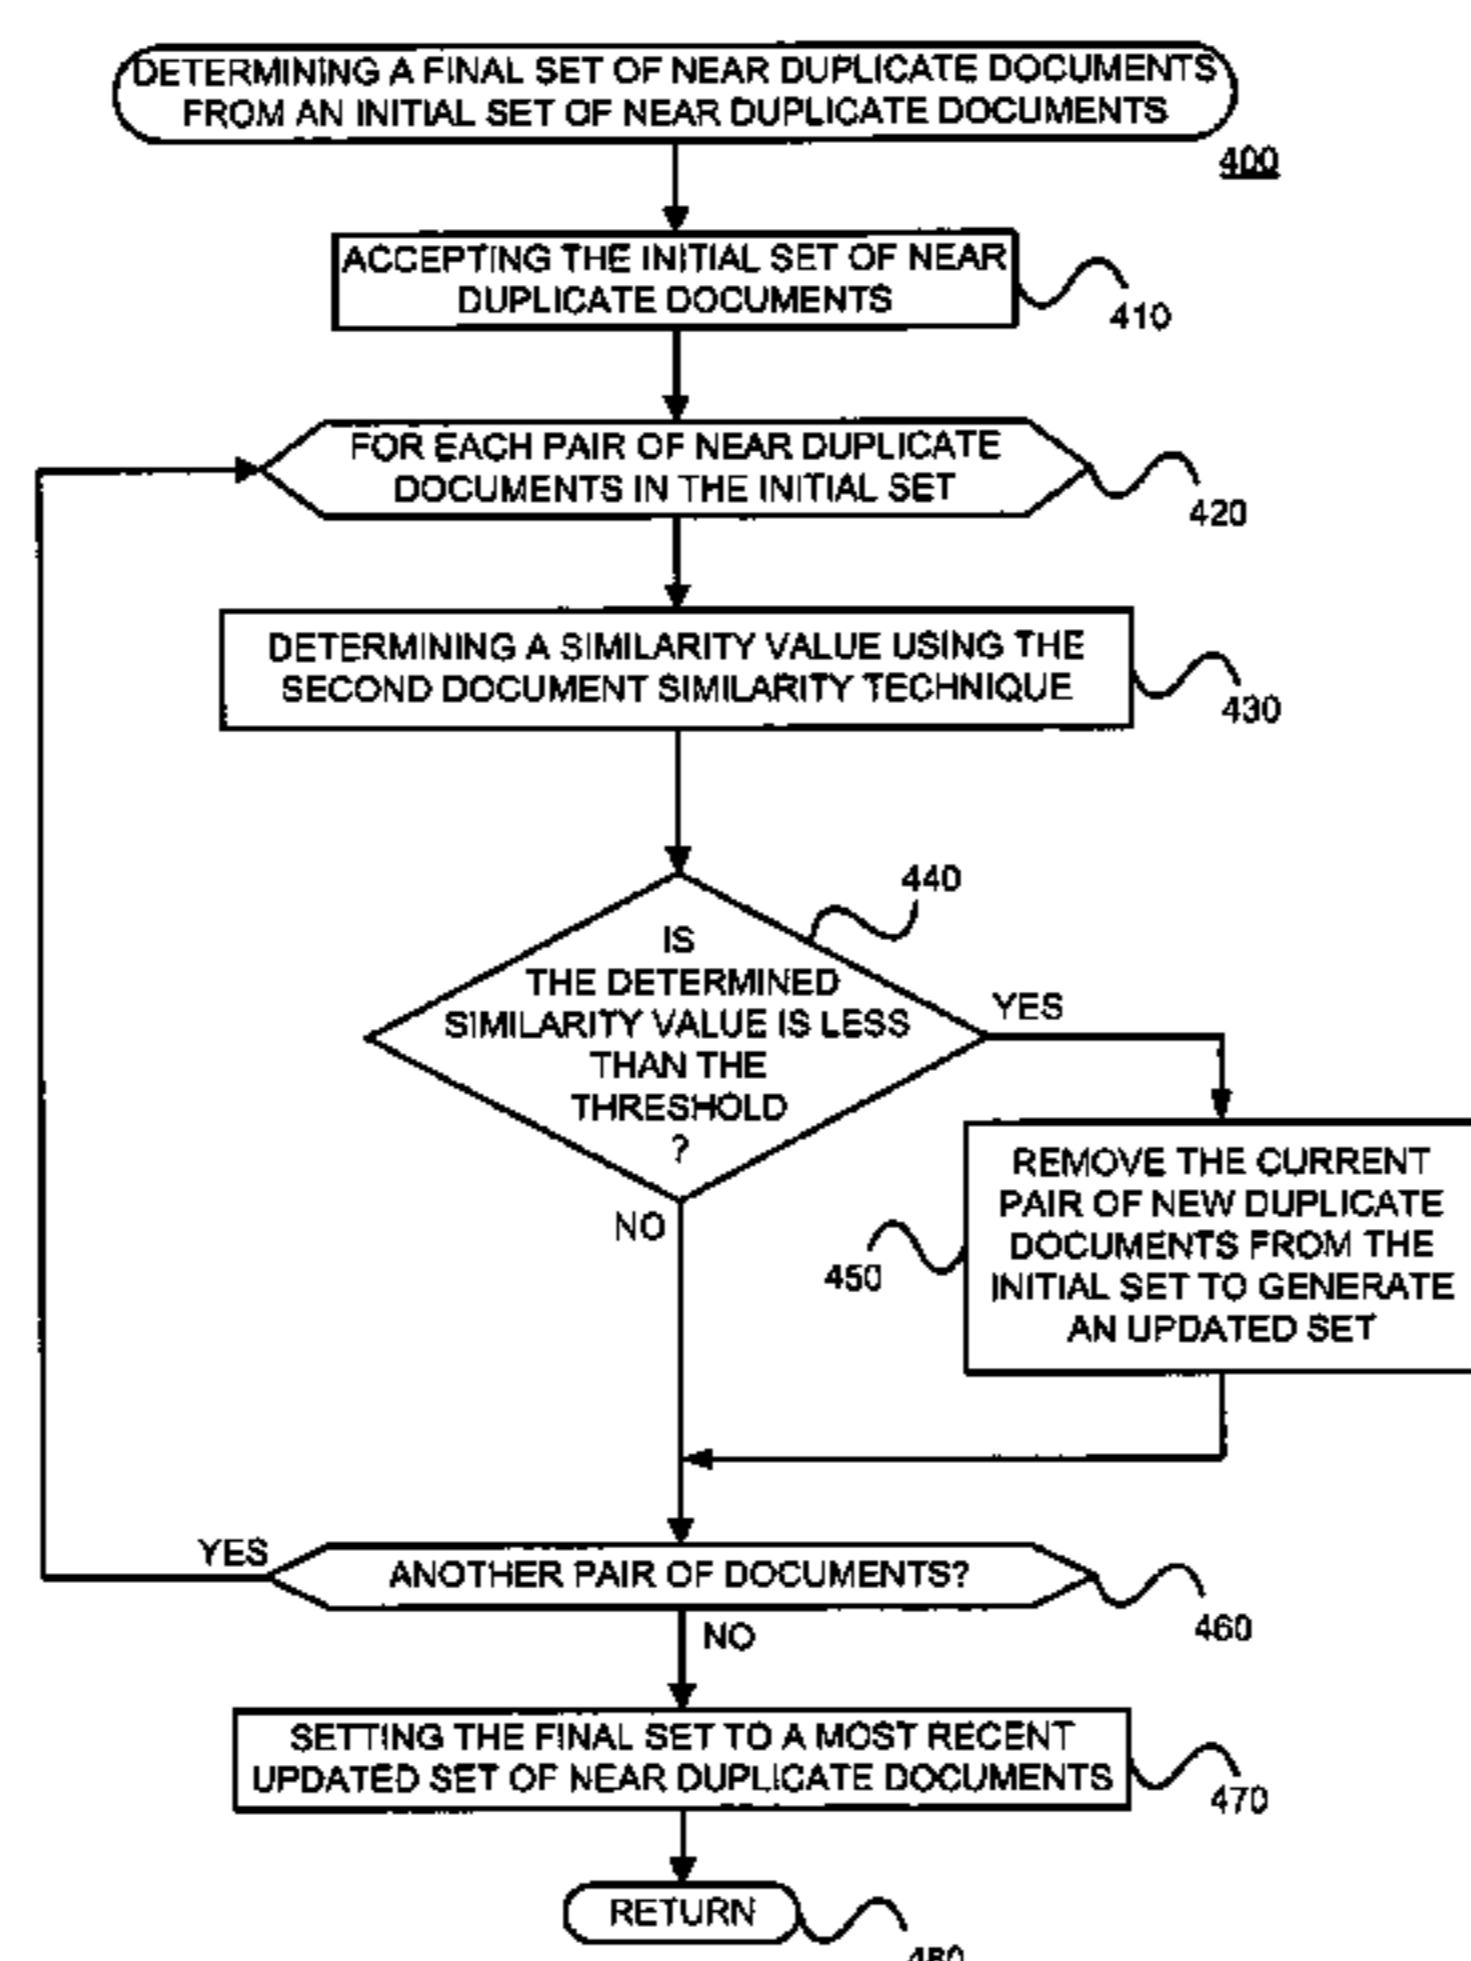 DETERMINING A FINAL SET OF NEAR DUPLICATE DOCUMENTS
FROM AN INITIAL SET OF NEAR DUPLICATE DOCUMENTS
400
ACCEPTING THE INITIAL SET OF NEAR
DUPLICATE DOCUMENTS
410
FOR EACH PAIR OF NEAR DUPLICATE
DOCUMENTS IN THE INITIAL SET
420
DETERMINING A SIMILARITY VALUE USING THE
SECOND DOCUMENT SIMILARITY TECHNIQUE
430
440
IS
THE DETERMINED
SIMILARITY VALUE IS LESS
THAN THE
THRESHOLD
?
YES
NO
REMOVE THE CURRENT
PAIR OF NEW DUPLICATE
DOCUMENTS FROM THE
INITIAL SET TO GENERATE
AN UPDATED SET
450
YES
ANOTHER PAIR OF DOCUMENTS?
460
NO
SETTING THE FINAL SET TO A MOST RECENT
UPDATED SET OF NEAR DUPLICATE DOCUMENTS
470
RETURN